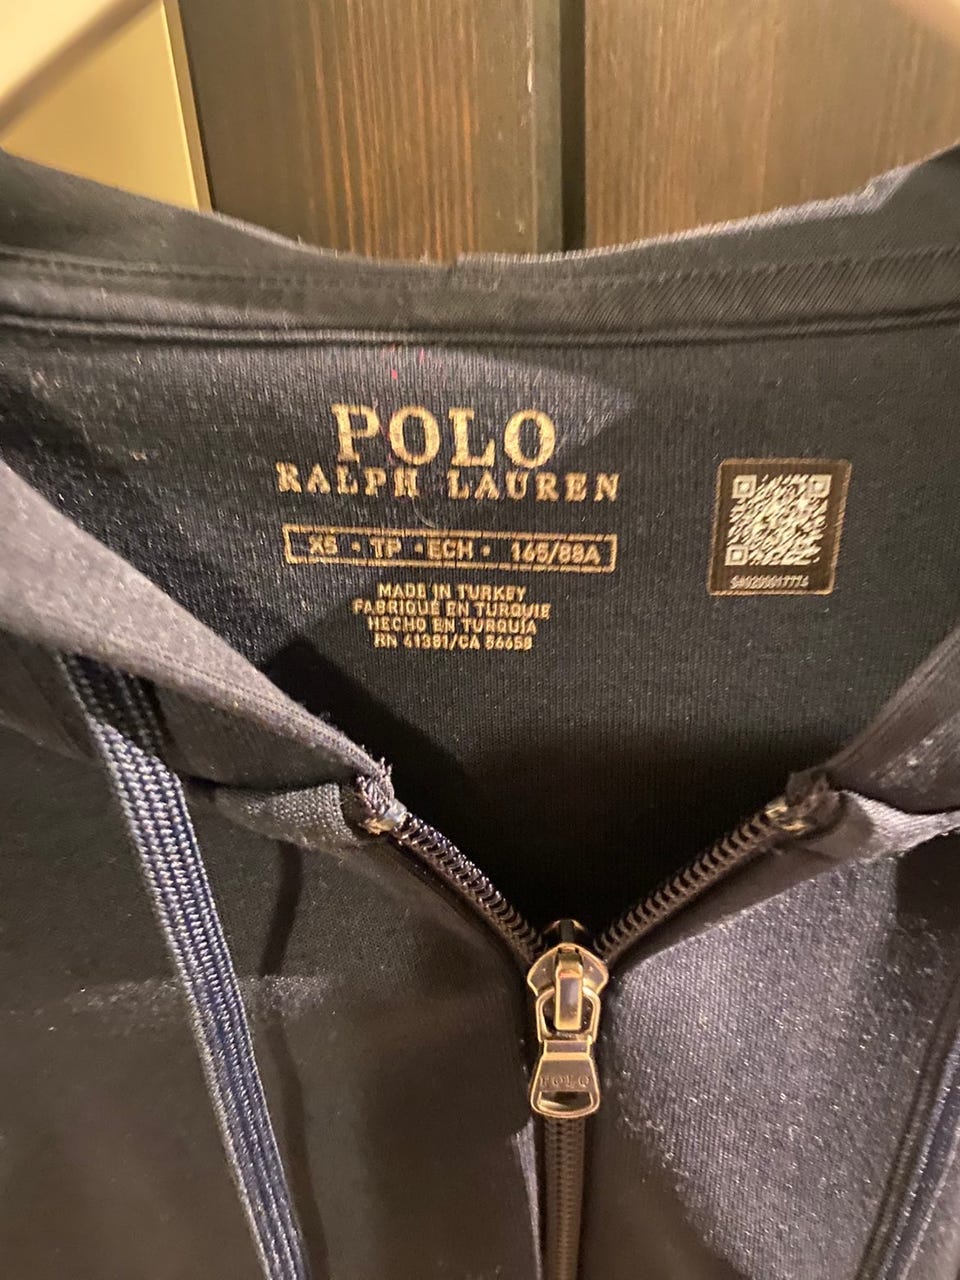 POLO
RALPH LAUREN
XS • TP • ECH • 165/88A
MADE IN TURKEY
FABRIQUÉ EN TURQUIE
HECHO EN TURQUÍA
RN 41381/CA 56458
POLO